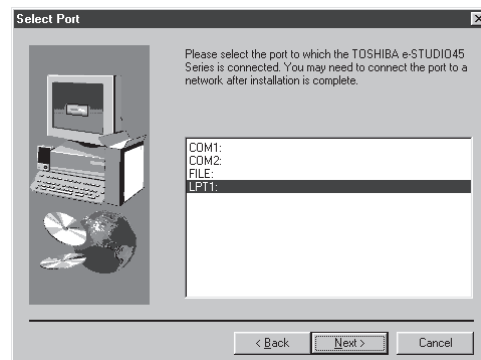 Select Port
Please select the port to which the TOSHIBA e-STUDIO45
Series is connected. You may need to connect the port to a
network after installation is complete.
COM1:
COM2:
FILE:
LPT1:
< Back
Next >
Cancel